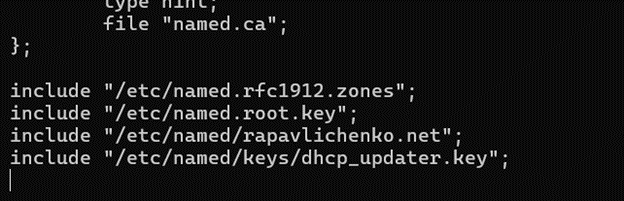 type hint;
file "named.ca";
};
include "/etc/named.rfc1912.zones";
include "/etc/named.root.key";
include "/etc/named/rapavlichenko.net";
include "/etc/named/keys/dhcp_updater.key";